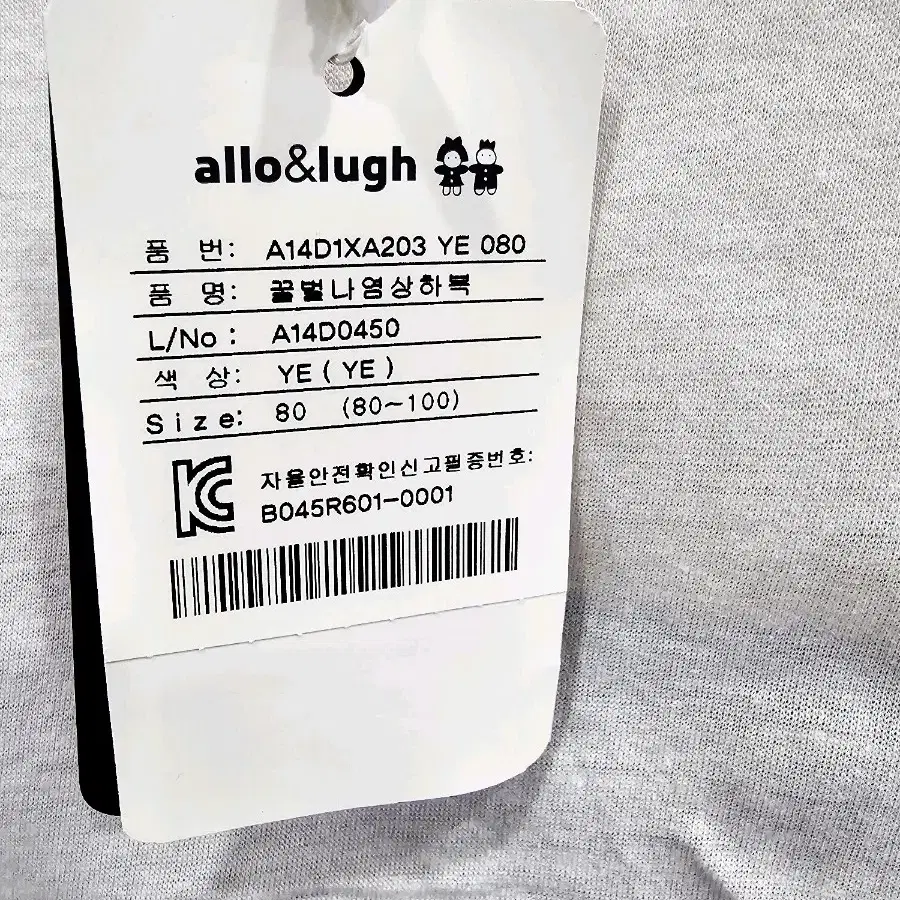 allo&lugh
품 번: A14D1XA203 YE 080
품 명: 꿀벌나염상하복
L/No : A14D0450
색 상: YE ( YE )
Size: 80 (80~100)
KC 자율안전확인신고필증번호:
B045R601-0001